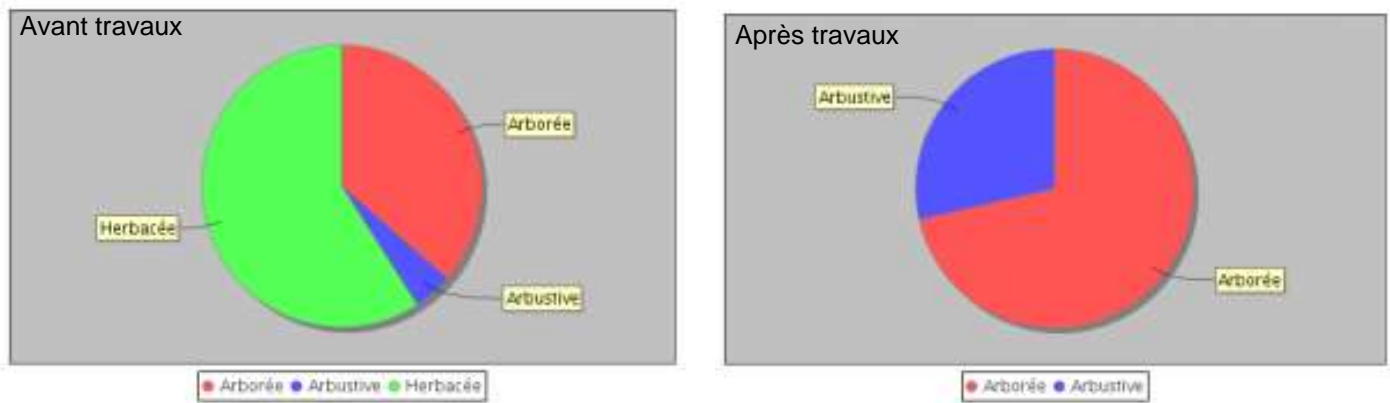 Avant travaux
Arborée
Herbacée
Arbustive
Arborée Arbustive Herbacée
Après travaux
Arbustive
Arborée
Arborée Arbustive